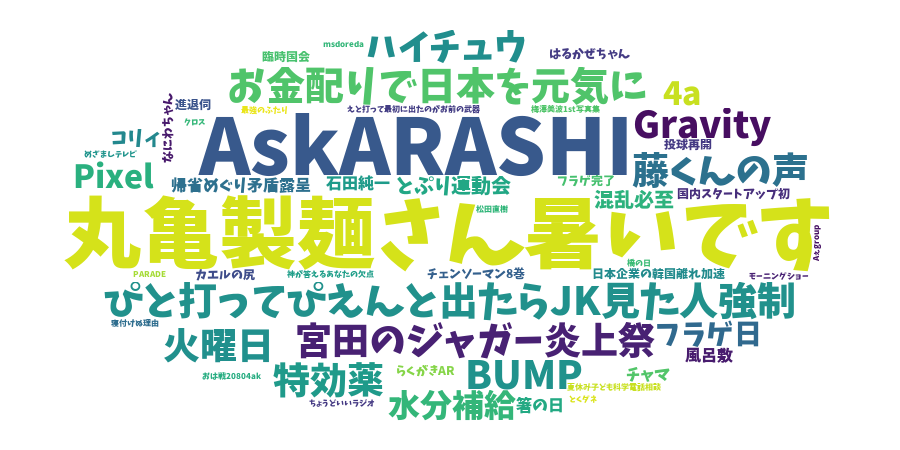 msdoreda
ハイチュウ
臨時国会
はるかぜちゃん
お金配りで日本を元気に
4a
なにわちゃん
進退伺
最強のふたり
えと打って最初に出たのがお前の武器
梅澤美波1st写真集
クロス
AskARASHI
Gravity
コリィ
投球再開
めざましテレビ
藤くんの声
Pixel
帰省めぐり矛盾露呈
石田純一
とぷり運動会
フラゲ完了
国内スタートアップ初
混乱必至
丸亀製麺さん暑いです
松田直樹
A²z.group
橋の日
PARADE
カエルの尻
神が答えるあなたの欠点
チェンソーマン8巻
日本企業の韓国離れ加速
モーニングショー
ぴと打ってぴえんと出たらJK見た人強制
寝付けぬ理由
火曜日
宮田のジャガー炎上祭
フラゲ日
風呂敷
おは戦20804ak
特効薬
らくがきAR
BUMP
チャマ
夏休み子ども科学電話相談
ちょうどいいラジオ
水分補給
箸の日
とくダネ